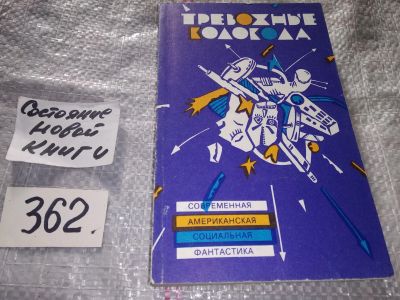 ТРЕВОЖНЫЕ
КОЛОКОЛА
Состояние
новой
книги
362.
СОВРЕМЕННАЯ
АМЕРИКАНСКАЯ
СОЦИАЛЬНАЯ
ФАНТАСТИКА